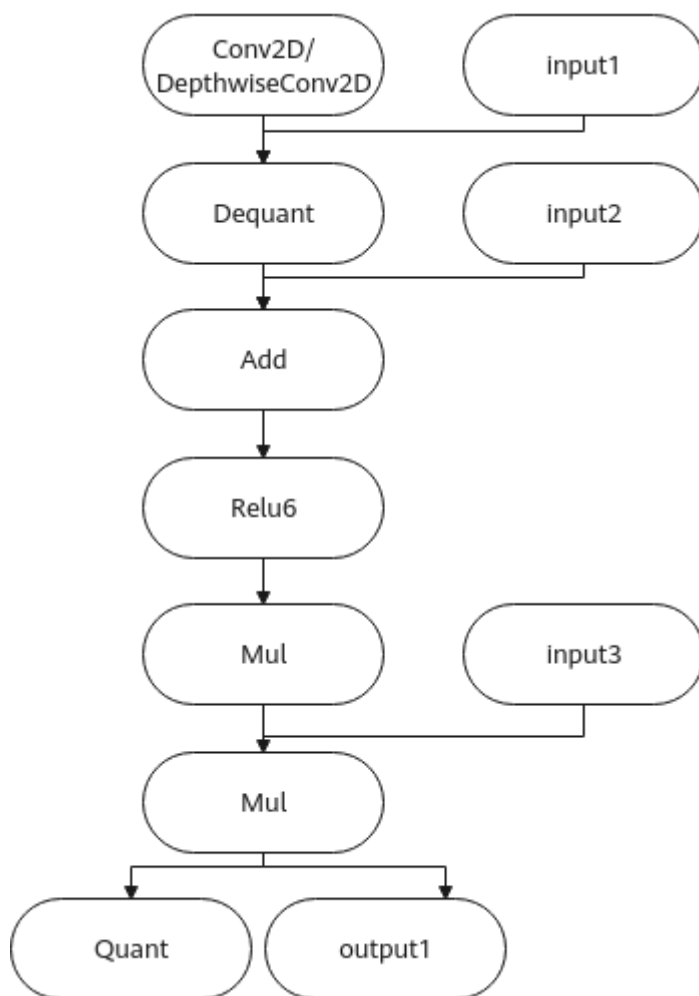 Conv2D/
DepthwiseConv2D
input1
Dequant
input2
Add
Relu6
Mul
input3
Mul
Quant
output1